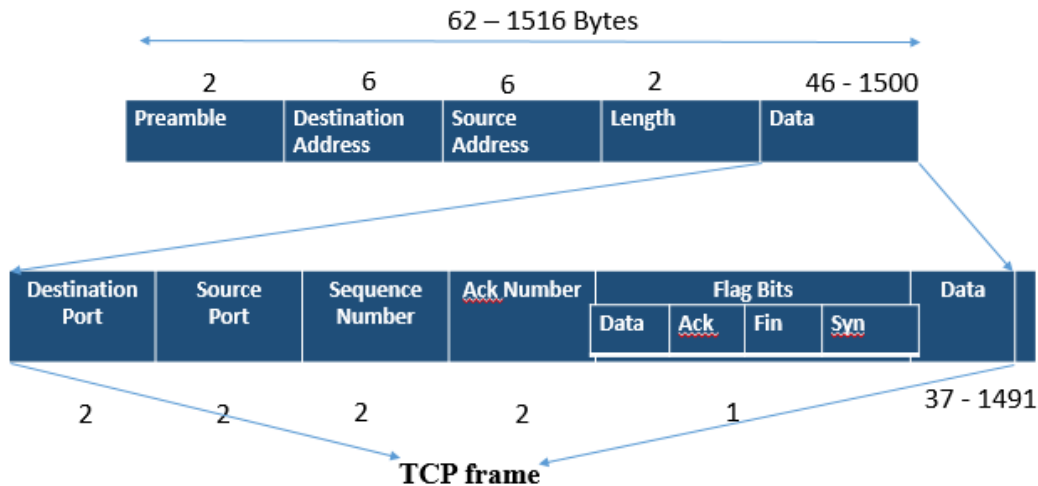 62 – 1516 Bytes
2 6 6 2 46 - 1500
Preamble Destination Source Length Data
Address Address
Destination Source Sequence Ack Number Flag Bits Data
Port Port Number Data Ack Fin Syn
2 2 2 2 1 37 - 1491
TCP frame